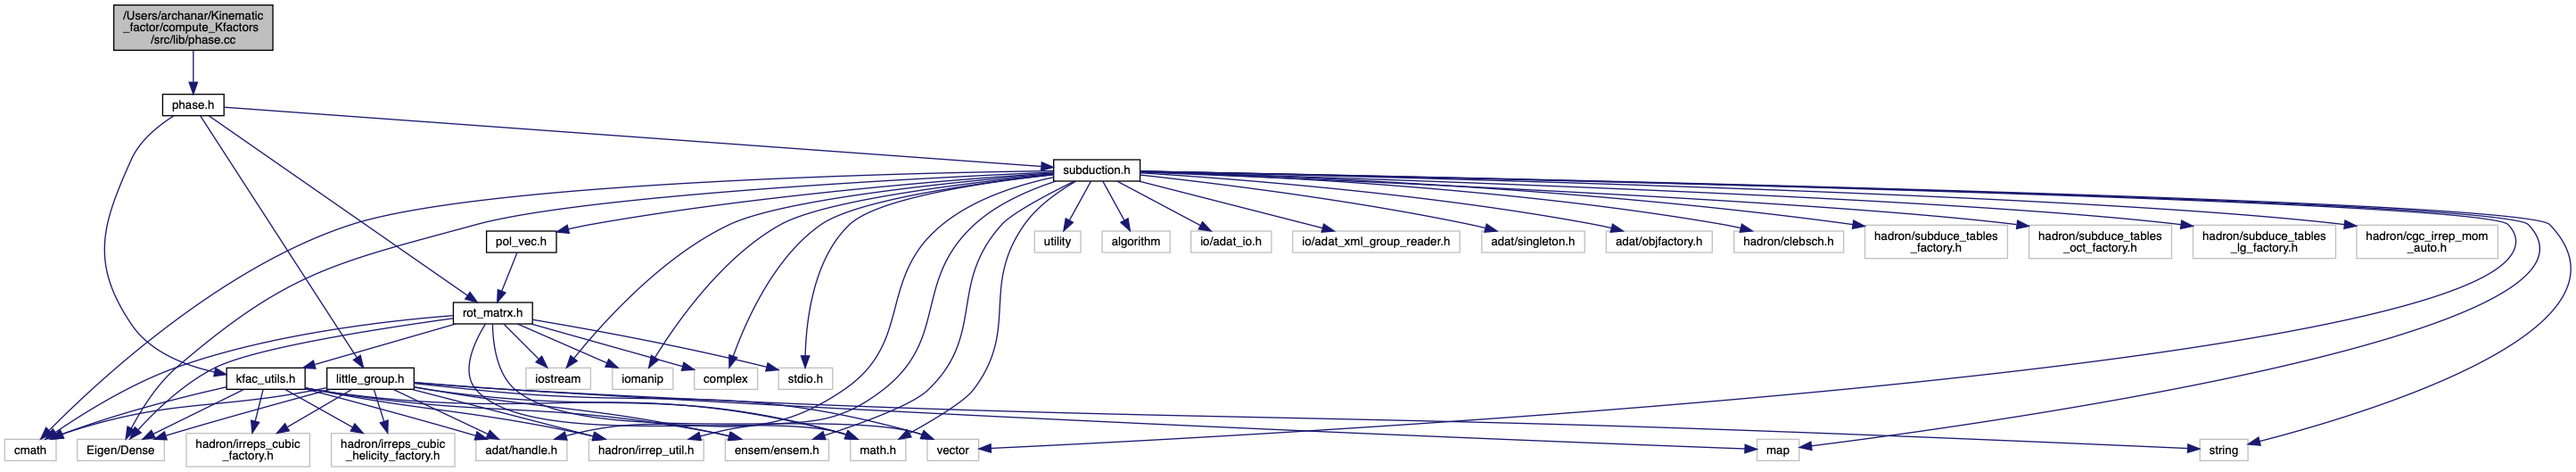 /Users/archanar/Kinematic
_factor/compute_Kfactors
/src/lib/phase.cc
phase.h
subduction.h
pol_vec.h
utility
algorithm
io/adat_io.h
io/adat_xml_group_reader.h
adat/singleton.h
adat/objfactory.h
hadron/clebsch.h
hadron/subduce_tables
_factory.h
hadron/subduce_tables
_oct_factory.h
hadron/subduce_tables
_lg_factory.h
hadron/cgc_irrep_mom
_auto.h
rot_matrx.h
kfac_utils.h
little_group.h
iostream
iomanip
complex
stdio.h
cmath
Eigen/Dense
hadron/irreps_cubic
_factory.h
hadron/irreps_cubic
_helicity_factory.h
adat/handle.h
hadron/irrep_util.h
ensem/ensem.h
math.h
vector
map
string